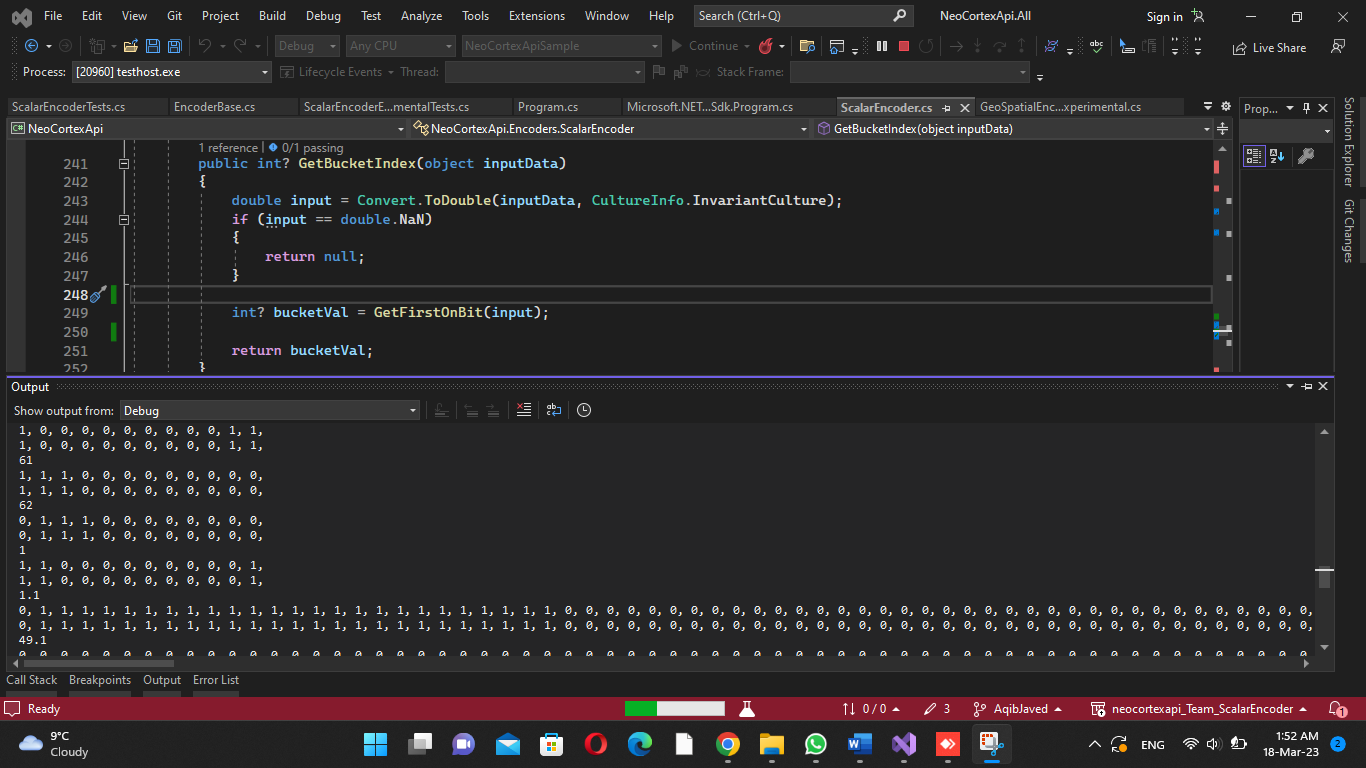 File Edit View Git Project Build Debug Test Analyze Tools Extensions Window Help Search (Ctrl+Q) NeoCortexApi.All Sign in
Debug Any CPU NeoCortexApiSample Continue Live Share
Process: [20960] testhost.exe Lifecycle Events Thread: Stack Frame:
ScalarEncoderTests.cs EncoderBase.cs ScalarEncoderE...mentalTests.cs Program.cs Microsoft.NET...Sdk.Program.cs ScalarEncoder.cs GeoSpatialEnc...xperimental.cs Prop...
C# NeoCortexApi NeoCortexApi.Encoders.ScalarEncoder GetBucketIndex(object inputData)
Solution Explorer
Git Changes
1 reference | 0/1 passing
241 public int? GetBucketIndex(object inputData)
242 {
243 double input = Convert.ToDouble(inputData, CultureInfo.InvariantCulture);
244 if (input == double.NaN)
245 {
246 return null;
247 }
248
249 int? bucketVal = GetFirstOnBit(input);
250
251 return bucketVal;
252 }
Output
Show output from: Debug
1, 0, 0, 0, 0, 0, 0, 0, 0, 0, 1, 1,
1, 0, 0, 0, 0, 0, 0, 0, 0, 0, 1, 1,
61
1, 1, 1, 0, 0, 0, 0, 0, 0, 0, 0, 0,
1, 1, 1, 0, 0, 0, 0, 0, 0, 0, 0, 0,
62
0, 1, 1, 1, 0, 0, 0, 0, 0, 0, 0, 0,
0, 1, 1, 1, 0, 0, 0, 0, 0, 0, 0, 0,
1
1, 1, 0, 0, 0, 0, 0, 0, 0, 0, 0, 1,
1, 1, 0, 0, 0, 0, 0, 0, 0, 0, 0, 1,
1.1
0, 1, 1, 1, 1, 1, 1, 1, 1, 1, 1, 1, 1, 1, 1, 1, 1, 1, 1, 1, 1, 1, 1, 1, 1, 1, 0, 0, 0, 0, 0, 0, 0, 0, 0, 0, 0, 0, 0, 0, 0, 0, 0, 0, 0, 0, 0, 0, 0, 0, 0, 0, 0, 0, 0, 0, 0, 0, 0, 0, 0, 0,
0, 1, 1, 1, 1, 1, 1, 1, 1, 1, 1, 1, 1, 1, 1, 1, 1, 1, 1, 1, 1, 1, 1, 1, 1, 1, 0, 0, 0, 0, 0, 0, 0, 0, 0, 0, 0, 0, 0, 0, 0, 0, 0, 0, 0, 0, 0, 0, 0, 0, 0, 0, 0, 0, 0, 0, 0, 0, 0, 0, 0, 0,
49.1
Call Stack Breakpoints Output Error List
Ready 0 / 0 3 AqibJaved neocortexapi_Team_ScalarEncoder 1
9°C
Cloudy
ENG
1:52 AM
18-Mar-23
2